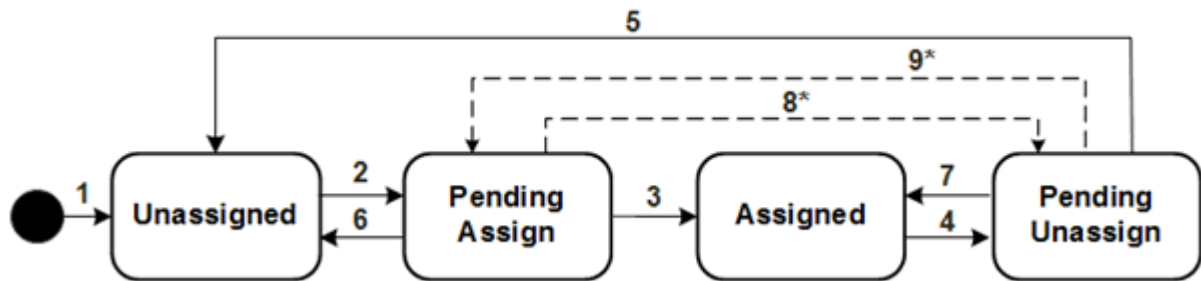 5
9*
8*
1
Unassigned
2
6
Pending
Assign
3
Assigned
7
4
Pending
Unassign